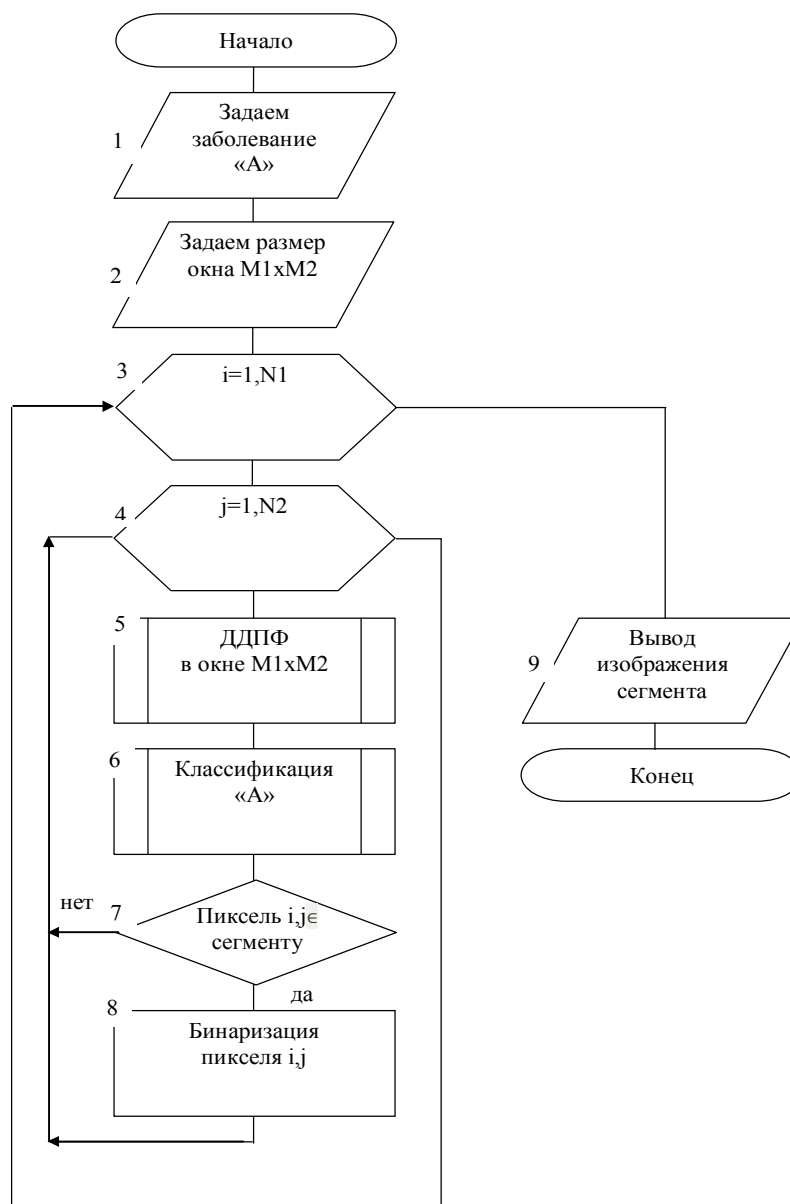 Начало
1
Задаем
заболевание
«А»
2
Задаем размер
окна M1xM2
3
i=1,N1
4
j=1,N2
5
ДДПФ
в окне M1xM2
6
Классификация
«А»
нет
7
Пиксель i,j∈
сегменту
да
8
Бинаризация
пикселя i,j
9
Вывод
изображения
сегмента
Конец